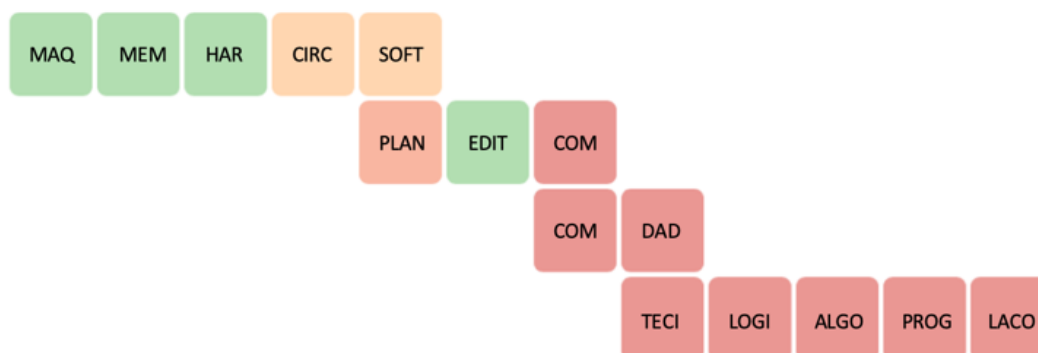 MAQ MEM HAR CIRC SOFT
PLAN EDIT COM
COM DAD
TECI LOGI ALGO PROG LACO